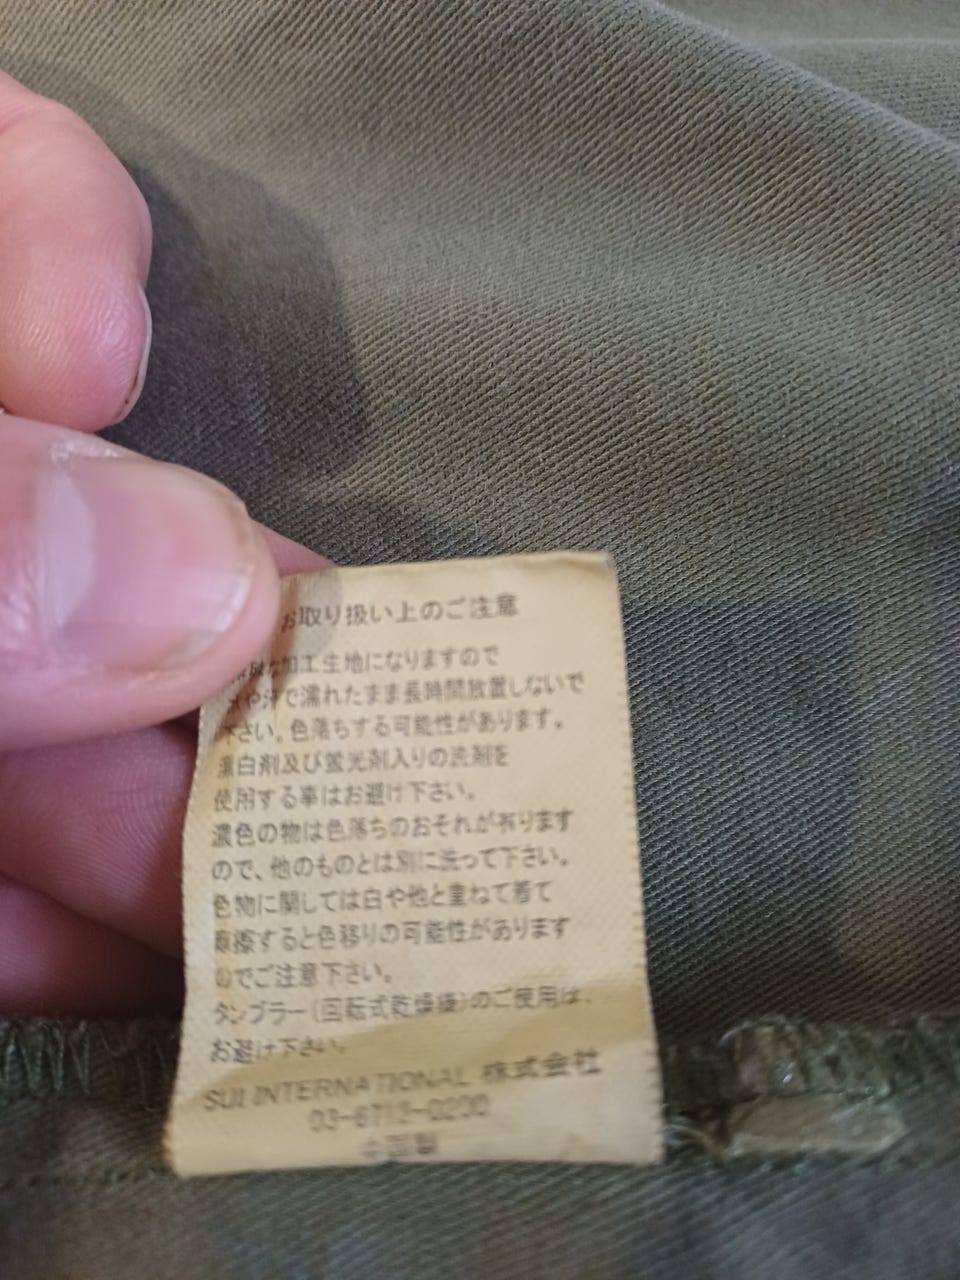 お取り扱い上のご注意
な加工生地になりますので
や汗で濡れたまま長時間放置しないで
下さい。色落ちする可能性があります。
漂白剤及び蛍光剤入りの洗剤を
使用する事はお避け下さい。
濃色の物は色落ちのおそれが有ります
ので、他のものとは別に洗って下さい。
色物に関しては白や他と重ねて着て
摩擦すると色移りの可能性があります
のでご注意下さい。
タンブラー(回転式乾燥機)のご使用は、
お避け下さい。
SUI INTERNATIONAL 株式会社
03-6712-0200
中国製